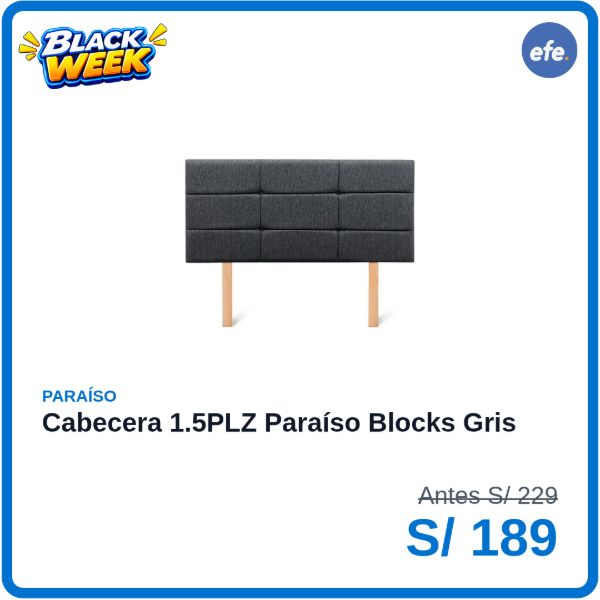 BLACK
WEEK
efe.
PARAÍSO
Cabecera 1.5PLZ Paraíso Blocks Gris
Antes S/ 229
S/ 189